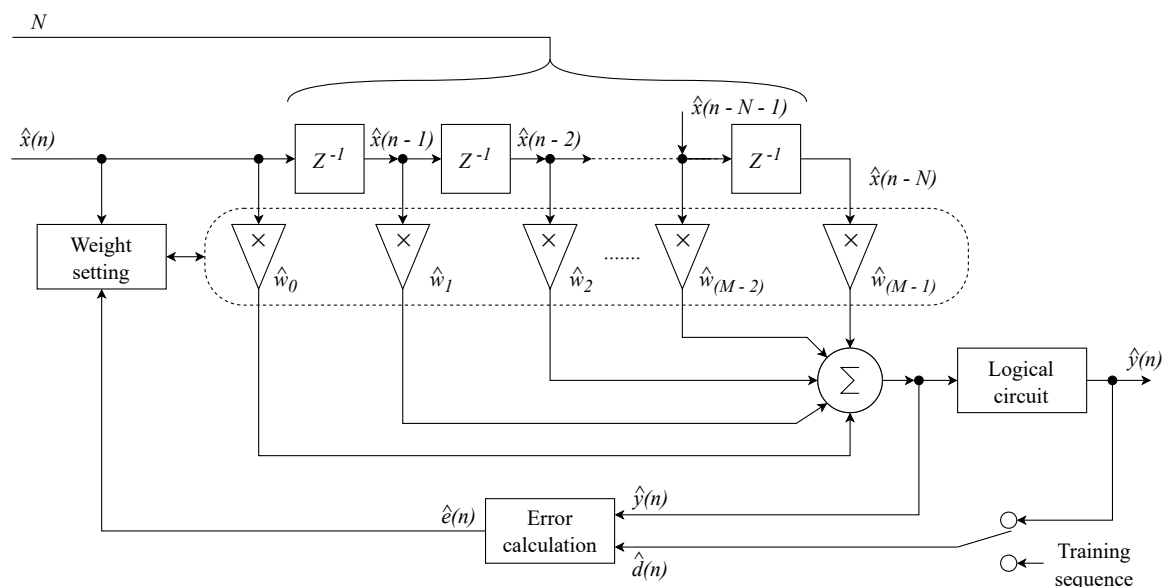 N
x̂(n)
Z⁻¹
x̂(n - 1)
Z⁻¹
x̂(n - 2)
x̂(n - N - 1)
Z⁻¹
x̂(n - N)
Weight
setting
×
ŵ₀
×
ŵ₁
×
ŵ₂
.......
×
ŵ₍M - 2₎
×
ŵ₍M - 1₎
Σ
Logical
circuit
ŷ(n)
ê(n)
Error
calculation
ŷ(n)
d̂(n)
Training
sequence